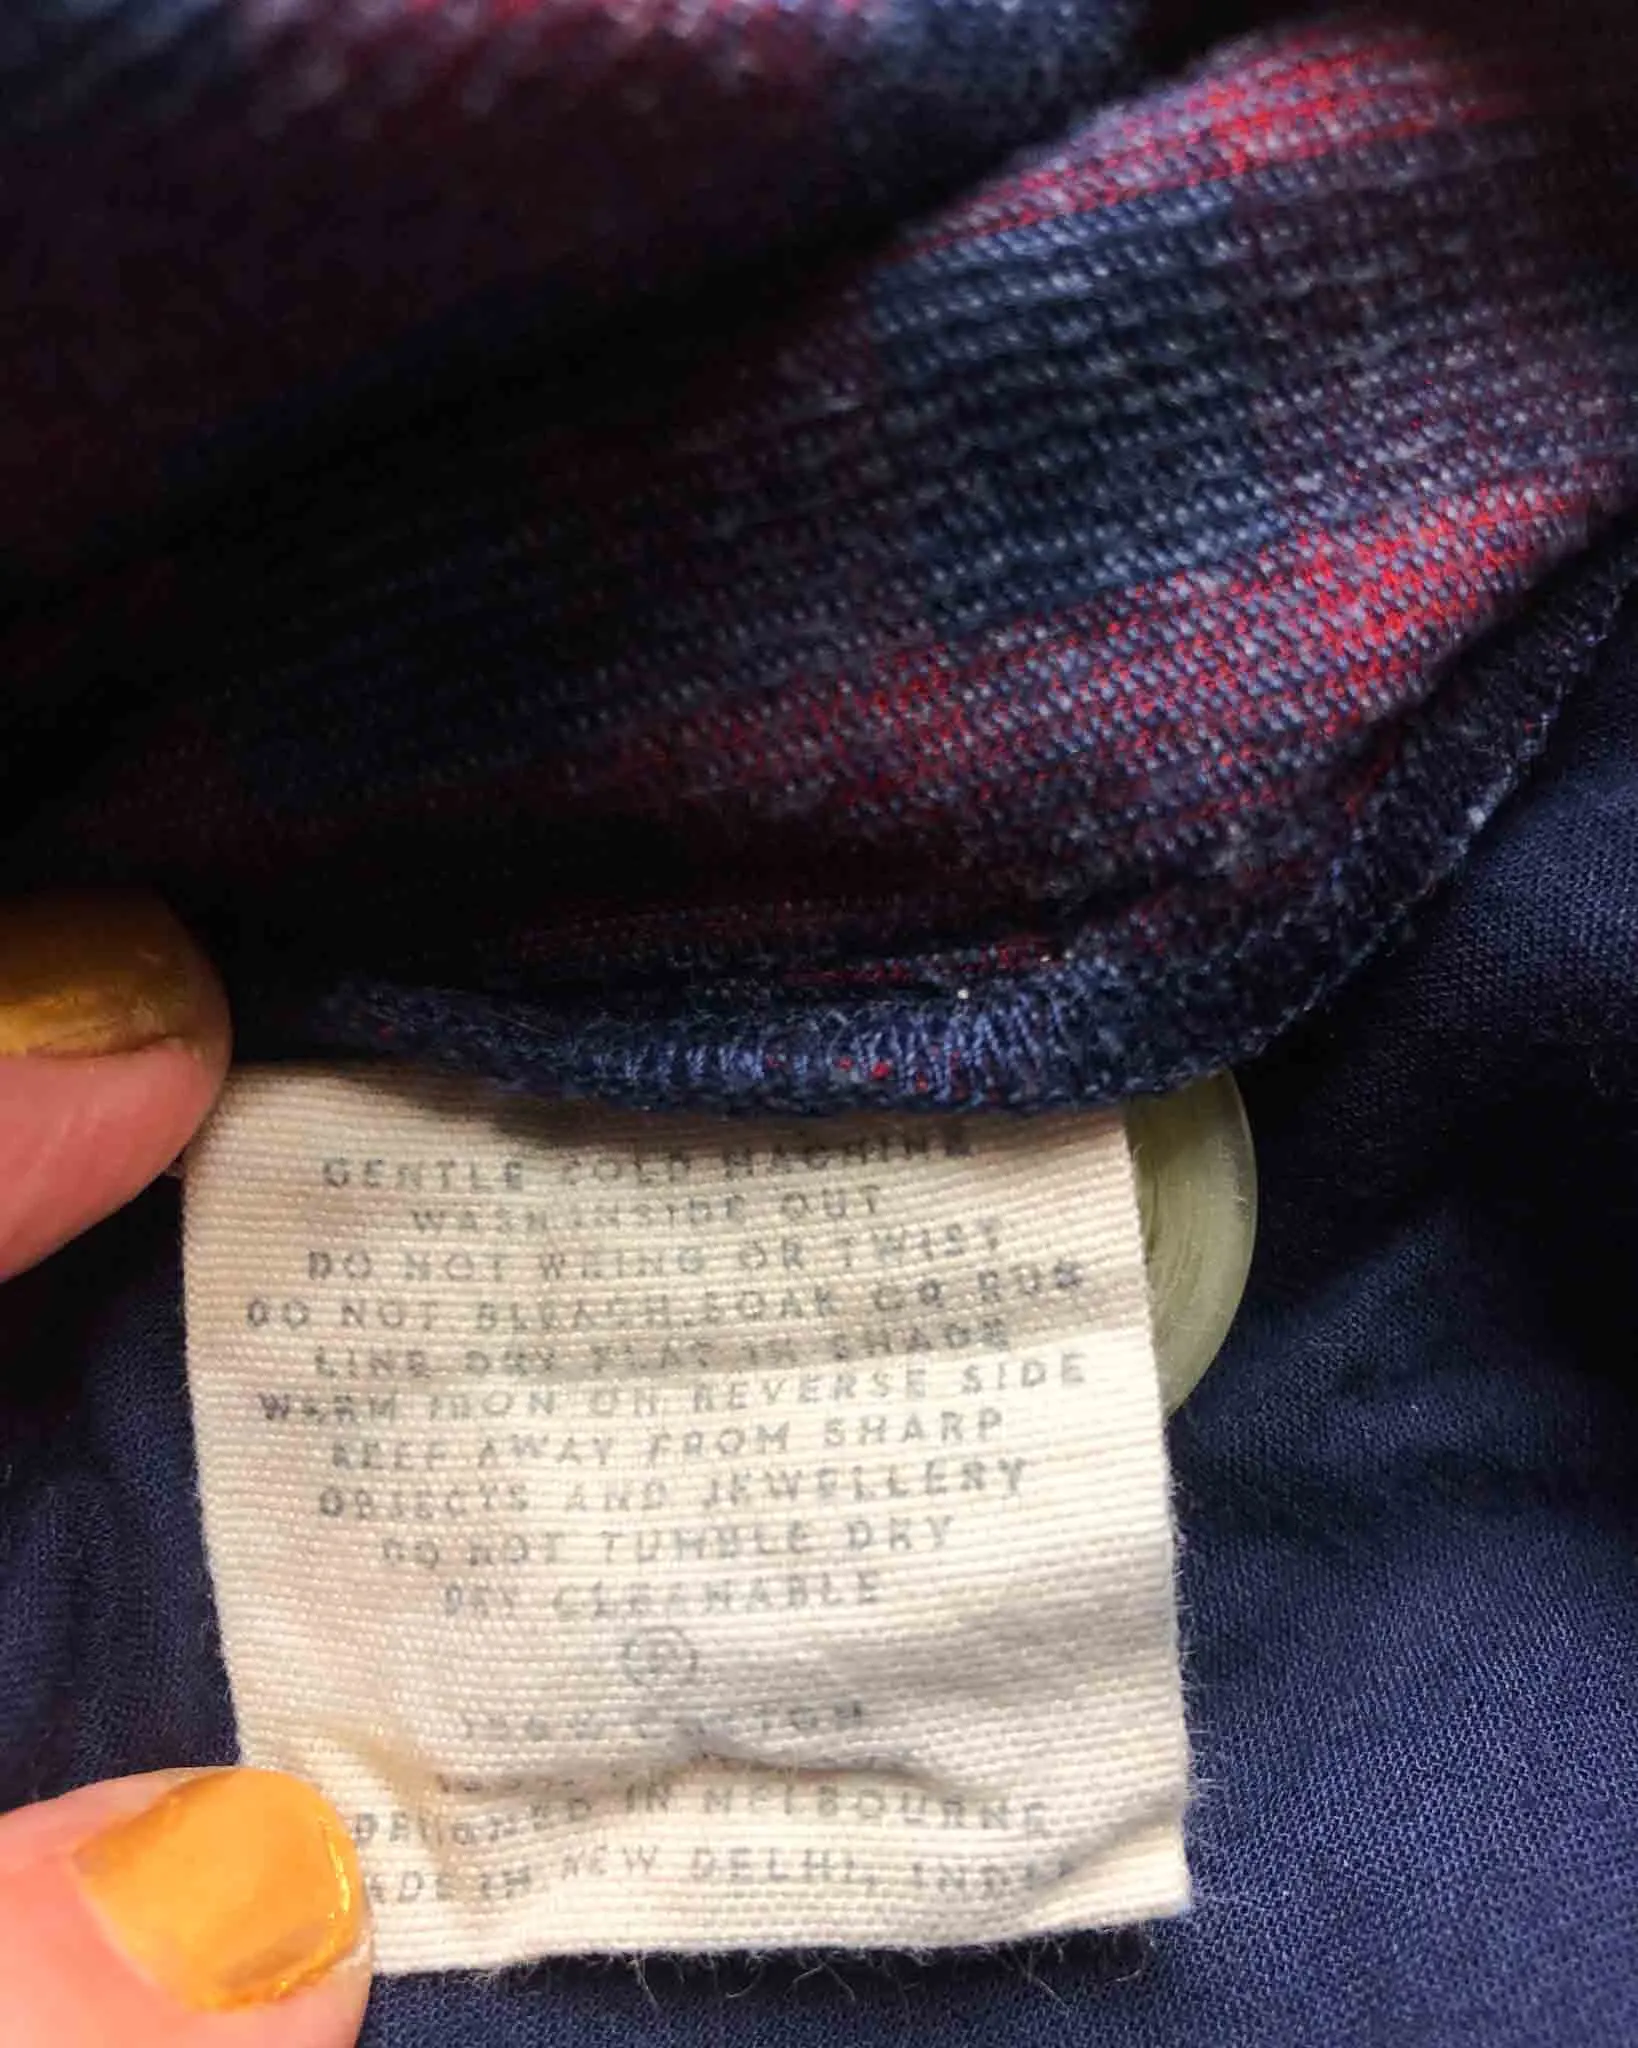 GENTLE COLD MACHINE
WASH INSIDE OUT
DO NOT WRING OR TWIST
DO NOT BLEACH, SOAK OR RUB
LINE DRY FLAT IN SHADE
WARM IRON ON REVERSE SIDE
KEEP AWAY FROM SHARP
OBJECTS AND JEWELLERY
DO NOT TUMBLE DRY
DRY CLEANABLE
P
100% COTTON
DESIGNED IN MELBOURNE
MADE IN NEW DELHI, INDIA